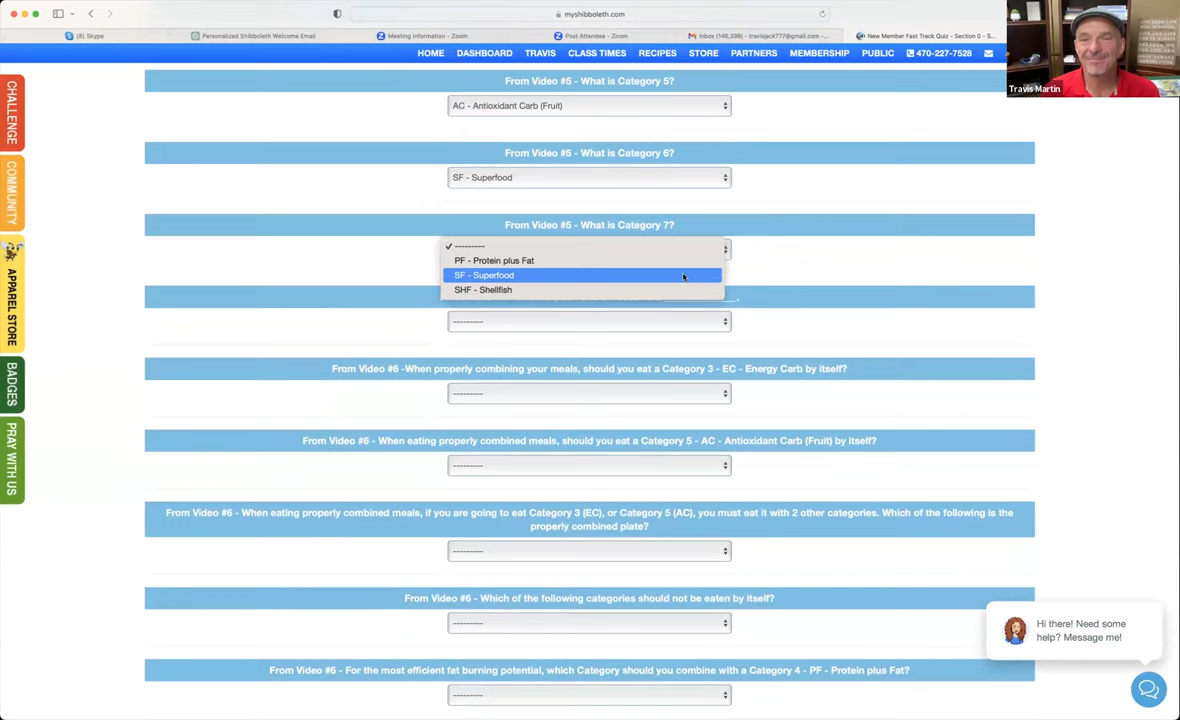 myshibboleth.com
(8) Skype
Personalized Shibboleth Welcome Email
Meeting Information - Zoom
Post Attendee - Zoom
Inbox (146,399) - travisjack777@gmail.com -...
New Member Fast Track Quiz - Section 0 - S...
HOME
DASHBOARD
TRAVIS
CLASS TIMES
RECIPES
STORE
PARTNERS
MEMBERSHIP
PUBLIC
470-227-7528
Travis Martin
CHALLENGE
COMMUNITY
APPAREL STORE
BADGES
PRAY WITH US
From Video #5 - What is Category 5?
AC - Antioxidant Carb (Fruit)
From Video #5 - What is Category 6?
SF - Superfood
From Video #5 - What is Category 7?
---------
PF - Protein plus Fat
SF - Superfood
SHF - Shellfish
---------
From Video #6 -When properly combining your meals, should you eat a Category 3 - EC - Energy Carb by itself?
---------
From Video #6 - When eating properly combined meals, should you eat a Category 5 - AC - Antioxidant Carb (Fruit) by itself?
---------
From Video #6 - When eating properly combined meals, if you are going to eat Category 3 (EC), or Category 5 (AC), you must eat it with 2 other categories. Which of the following is the
properly combined plate?
---------
From Video #6 - Which of the following categories should not be eaten by itself?
---------
From Video #6 - For the most efficient fat burning potential, which Category should you combine with a Category 4 - PF - Protein plus Fat?
---------
Hi there! Need some
help? Message me!